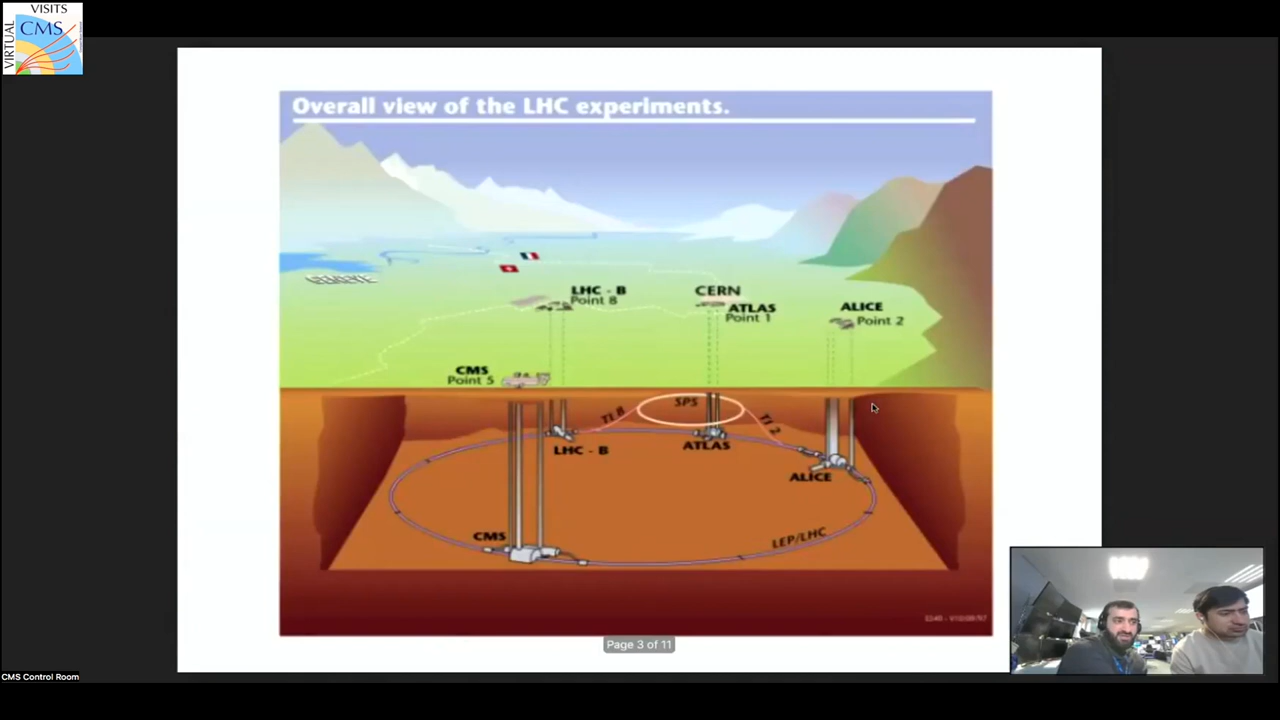 VISITS
VIRTUAL
CMS
Overall view of the LHC experiments.
GENEVE
LHC - B
Point 8
CERN
ATLAS
Point 1
ALICE
Point 2
CMS
Point 5
SPS
TI 8
TI 2
LHC - B
ATLAS
ALICE
CMS
LEP/LHC
Page 3 of 11
CMS Control Room